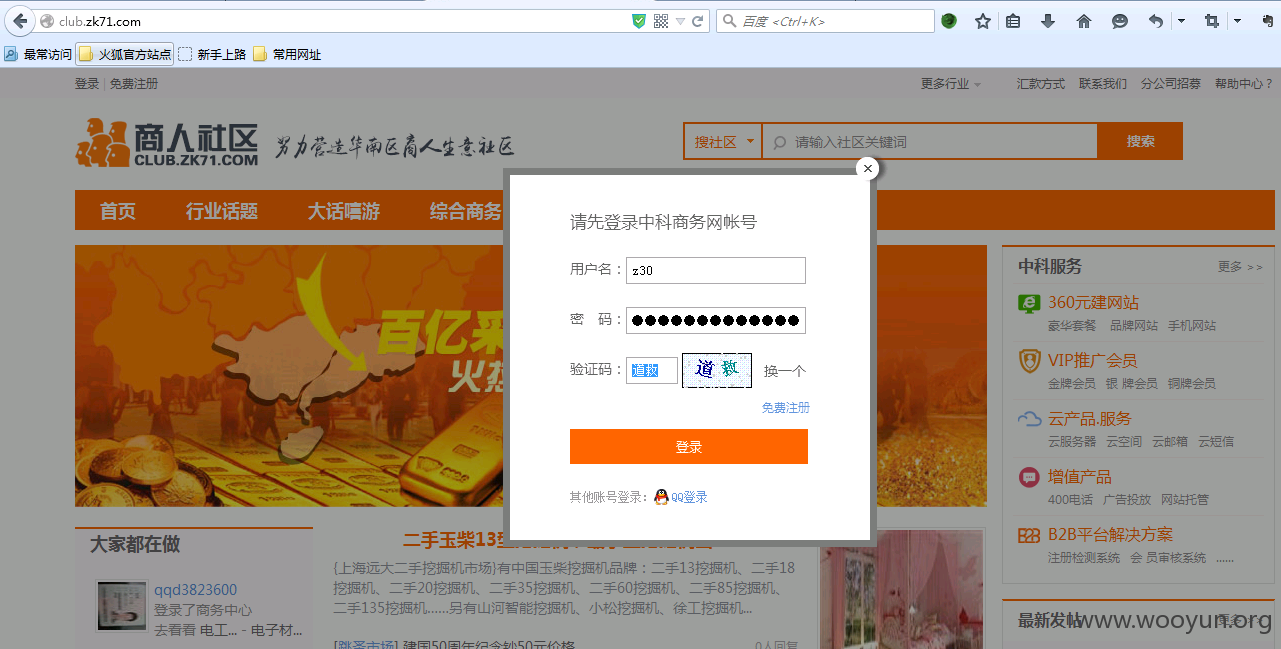 club.zk71.com
百度 <Ctrl+K>
最常访问 火狐官方站点 新手上路 常用网址
登录 | 免费注册
更多行业 汇款方式 联系我们 分公司招募 帮助中心?
商人社区
CLUB.ZK71.COM
努力营造华南区商人生意社区
搜社区 请输入社区关键词 搜索
首页 行业话题 大话嘻游 综合商务
百亿采
火热
请先登录中科商务网帐号
用户名： z30
密 码： ●●●●●●●●●●●●●
验证码： 道救 道救 换一个
免费注册
登录
其他账号登录: QQ登录
中科服务 更多 >>
360元建网站
豪华套餐 品牌网站 手机网站
VIP推广会员
金牌会员 银 牌会员 铜牌会员
云产品.服务
云服务器 云空间 云邮箱 云短信
增值产品
400电话 广告投放 网站托管
B2B平台解决方案
注册检测系统 会 员审核系统 ......
最新发帖
www.wooyun.org
大家都在做
qqd3823600
登录了商务中心
去看看 电工... - 电子材...
二手玉柴13型
{上海远大二手挖掘机市场}有中国玉柴挖掘机品牌：二手13挖掘机、二手18
挖掘机、二手20挖掘机、二手35挖掘机、二手60挖掘机、二手85挖掘机、
二手135挖掘机......另有山河智能挖掘机、小松挖掘机、徐工挖掘机...
[跳蚤市场] 建国50周年纪念钞50元价格 0人回复